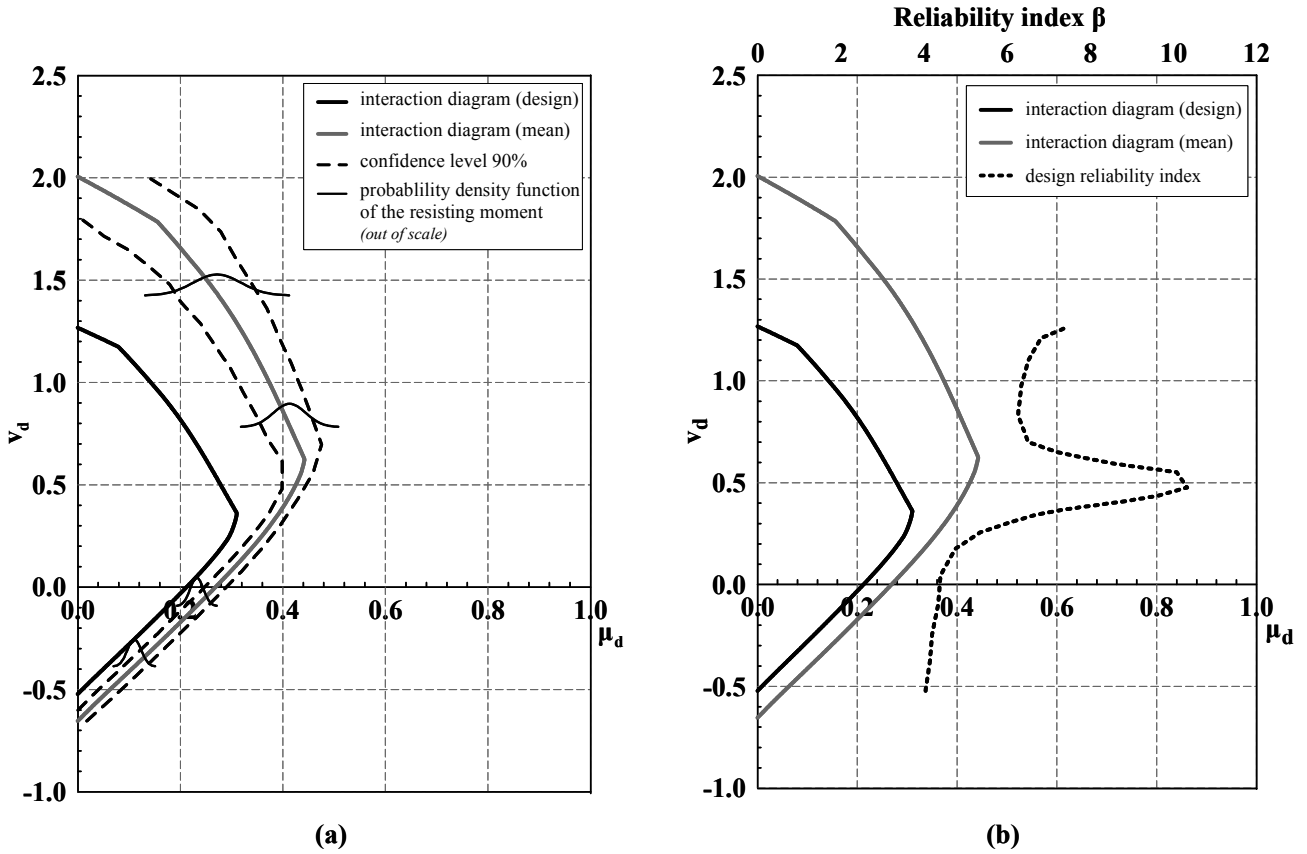 2.5
2.0
1.5
1.0
0.5
0.0
-0.5
-1.0
0.0 0.2 0.4 0.6 0.8 1.0
v_d
μ_d
interaction diagram (design)
interaction diagram (mean)
confidence level 90%
probablility density function
of the resisting moment
(out of scale)
(a)
Reliability index β
0 2 4 6 8 10 12
2.5
2.0
1.5
1.0
0.5
0.0
-0.5
-1.0
0.0 0.2 0.4 0.6 0.8 1.0
v_d
μ_d
interaction diagram (design)
interaction diagram (mean)
design reliability index
(b)